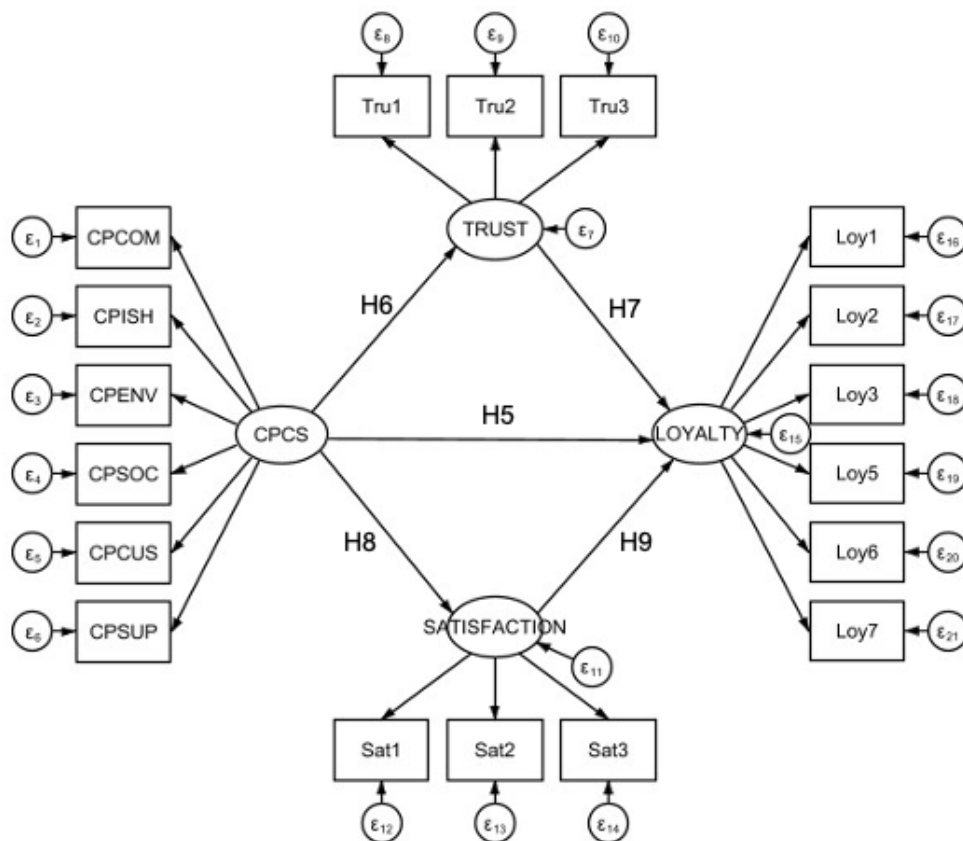 ε8
ε9
ε10
Tru1
Tru2
Tru3
TRUST
ε7
ε1
CPCOM
ε2
CPISH
ε3
CPENV
ε4
CPSOC
ε5
CPCUS
ε6
CPSUP
CPCS
H6
H7
H5
H8
H9
LOYALTY
ε15
Loy1
ε16
Loy2
ε17
Loy3
ε18
Loy5
ε19
Loy6
ε20
Loy7
ε21
SATISFACTION
ε11
Sat1
Sat2
Sat3
ε12
ε13
ε14